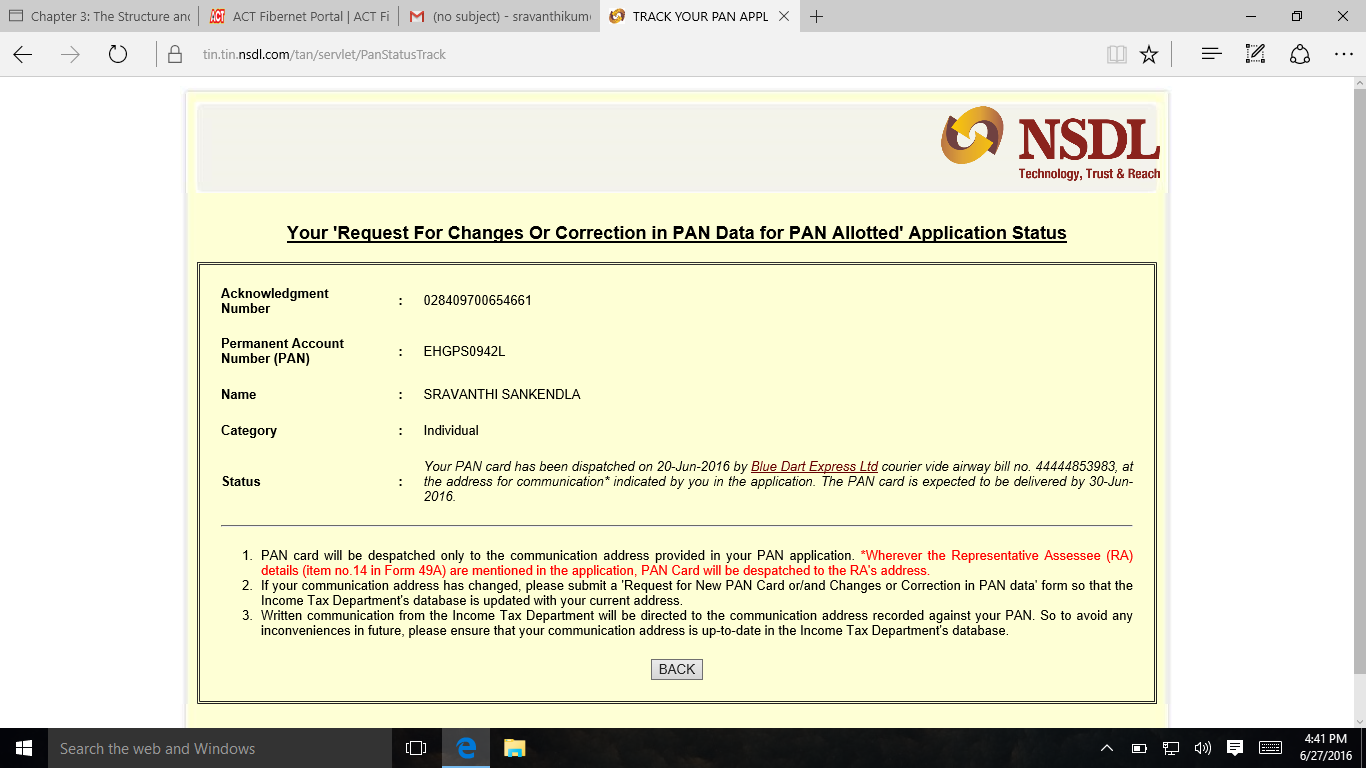 Chapter 3: The Structure and
ACT Fibernet Portal | ACT Fi
(no subject) - sravanthikum
TRACK YOUR PAN APPL
tin.tin.nsdl.com/tan/servlet/PanStatusTrack
NSDL
Technology, Trust & Reach
Your 'Request For Changes Or Correction in PAN Data for PAN Allotted' Application Status
Acknowledgment Number : 028409700654661
Permanent Account Number (PAN) : EHGPS0942L
Name : SRAVANTHI SANKENDLA
Category : Individual
Status : Your PAN card has been dispatched on 20-Jun-2016 by Blue Dart Express Ltd courier vide airway bill no. 44444853983, at
the address for communication* indicated by you in the application. The PAN card is expected to be delivered by 30-Jun-
2016.
1. PAN card will be despatched only to the communication address provided in your PAN application. *Wherever the Representative Assessee (RA)
details (item no.14 in Form 49A) are mentioned in the application, PAN Card will be despatched to the RA's address.
2. If your communication address has changed, please submit a 'Request for New PAN Card or/and Changes or Correction in PAN data' form so that the
Income Tax Department's database is updated with your current address.
3. Written communication from the Income Tax Department will be directed to the communication address recorded against your PAN. So to avoid any
inconveniences in future, please ensure that your communication address is up-to-date in the Income Tax Department's database.
BACK
Search the web and Windows
4:41 PM
6/27/2016